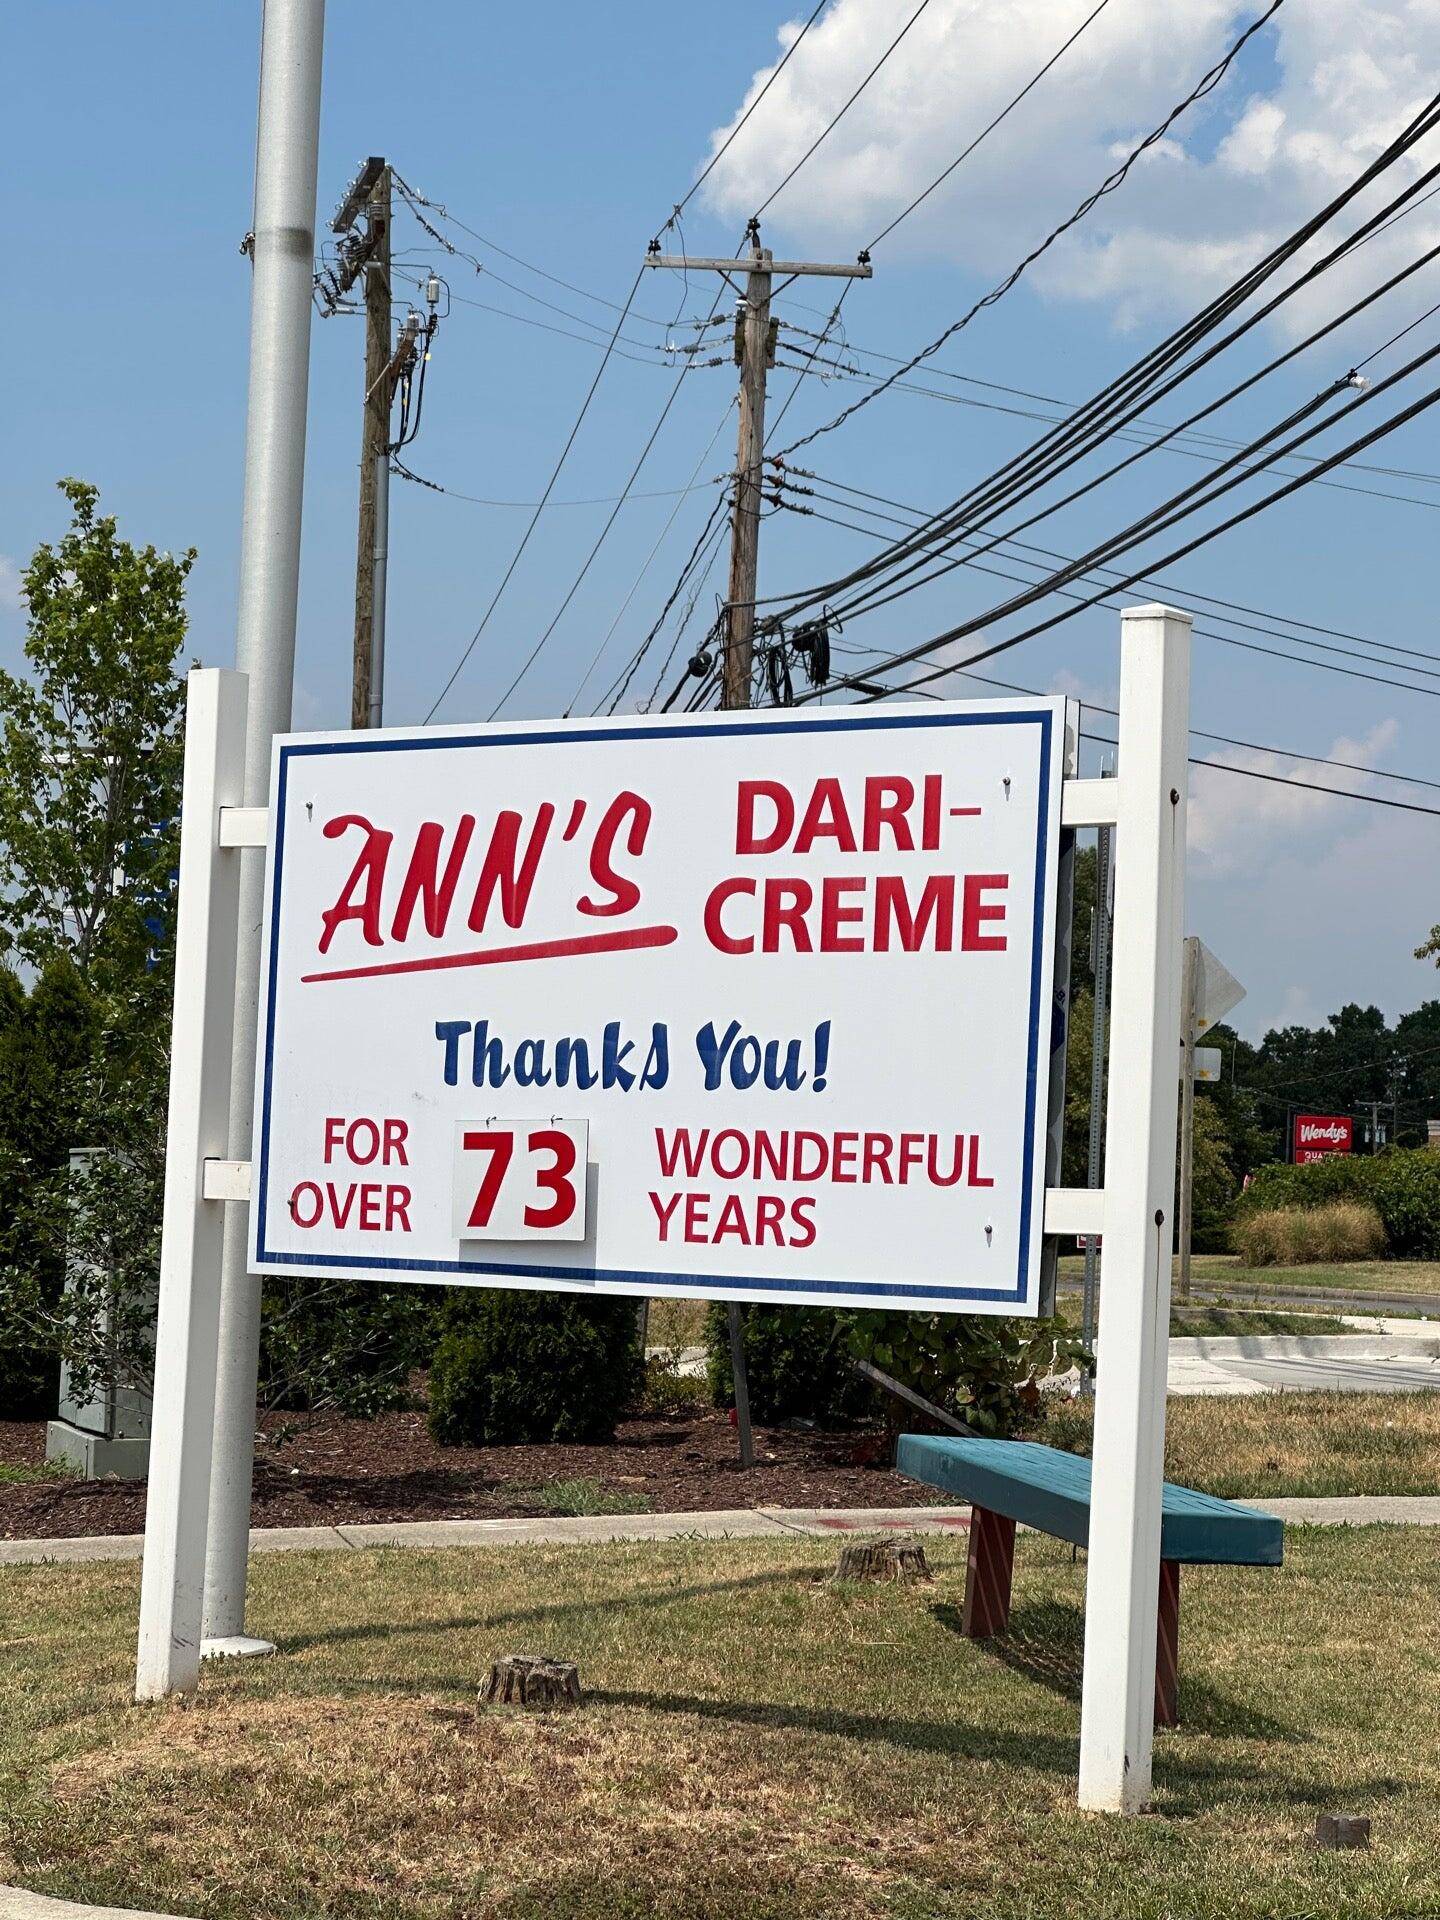 ANN'S DARI-
CREME
Thanks You!
FOR
OVER
73
WONDERFUL
YEARS
Wendy's